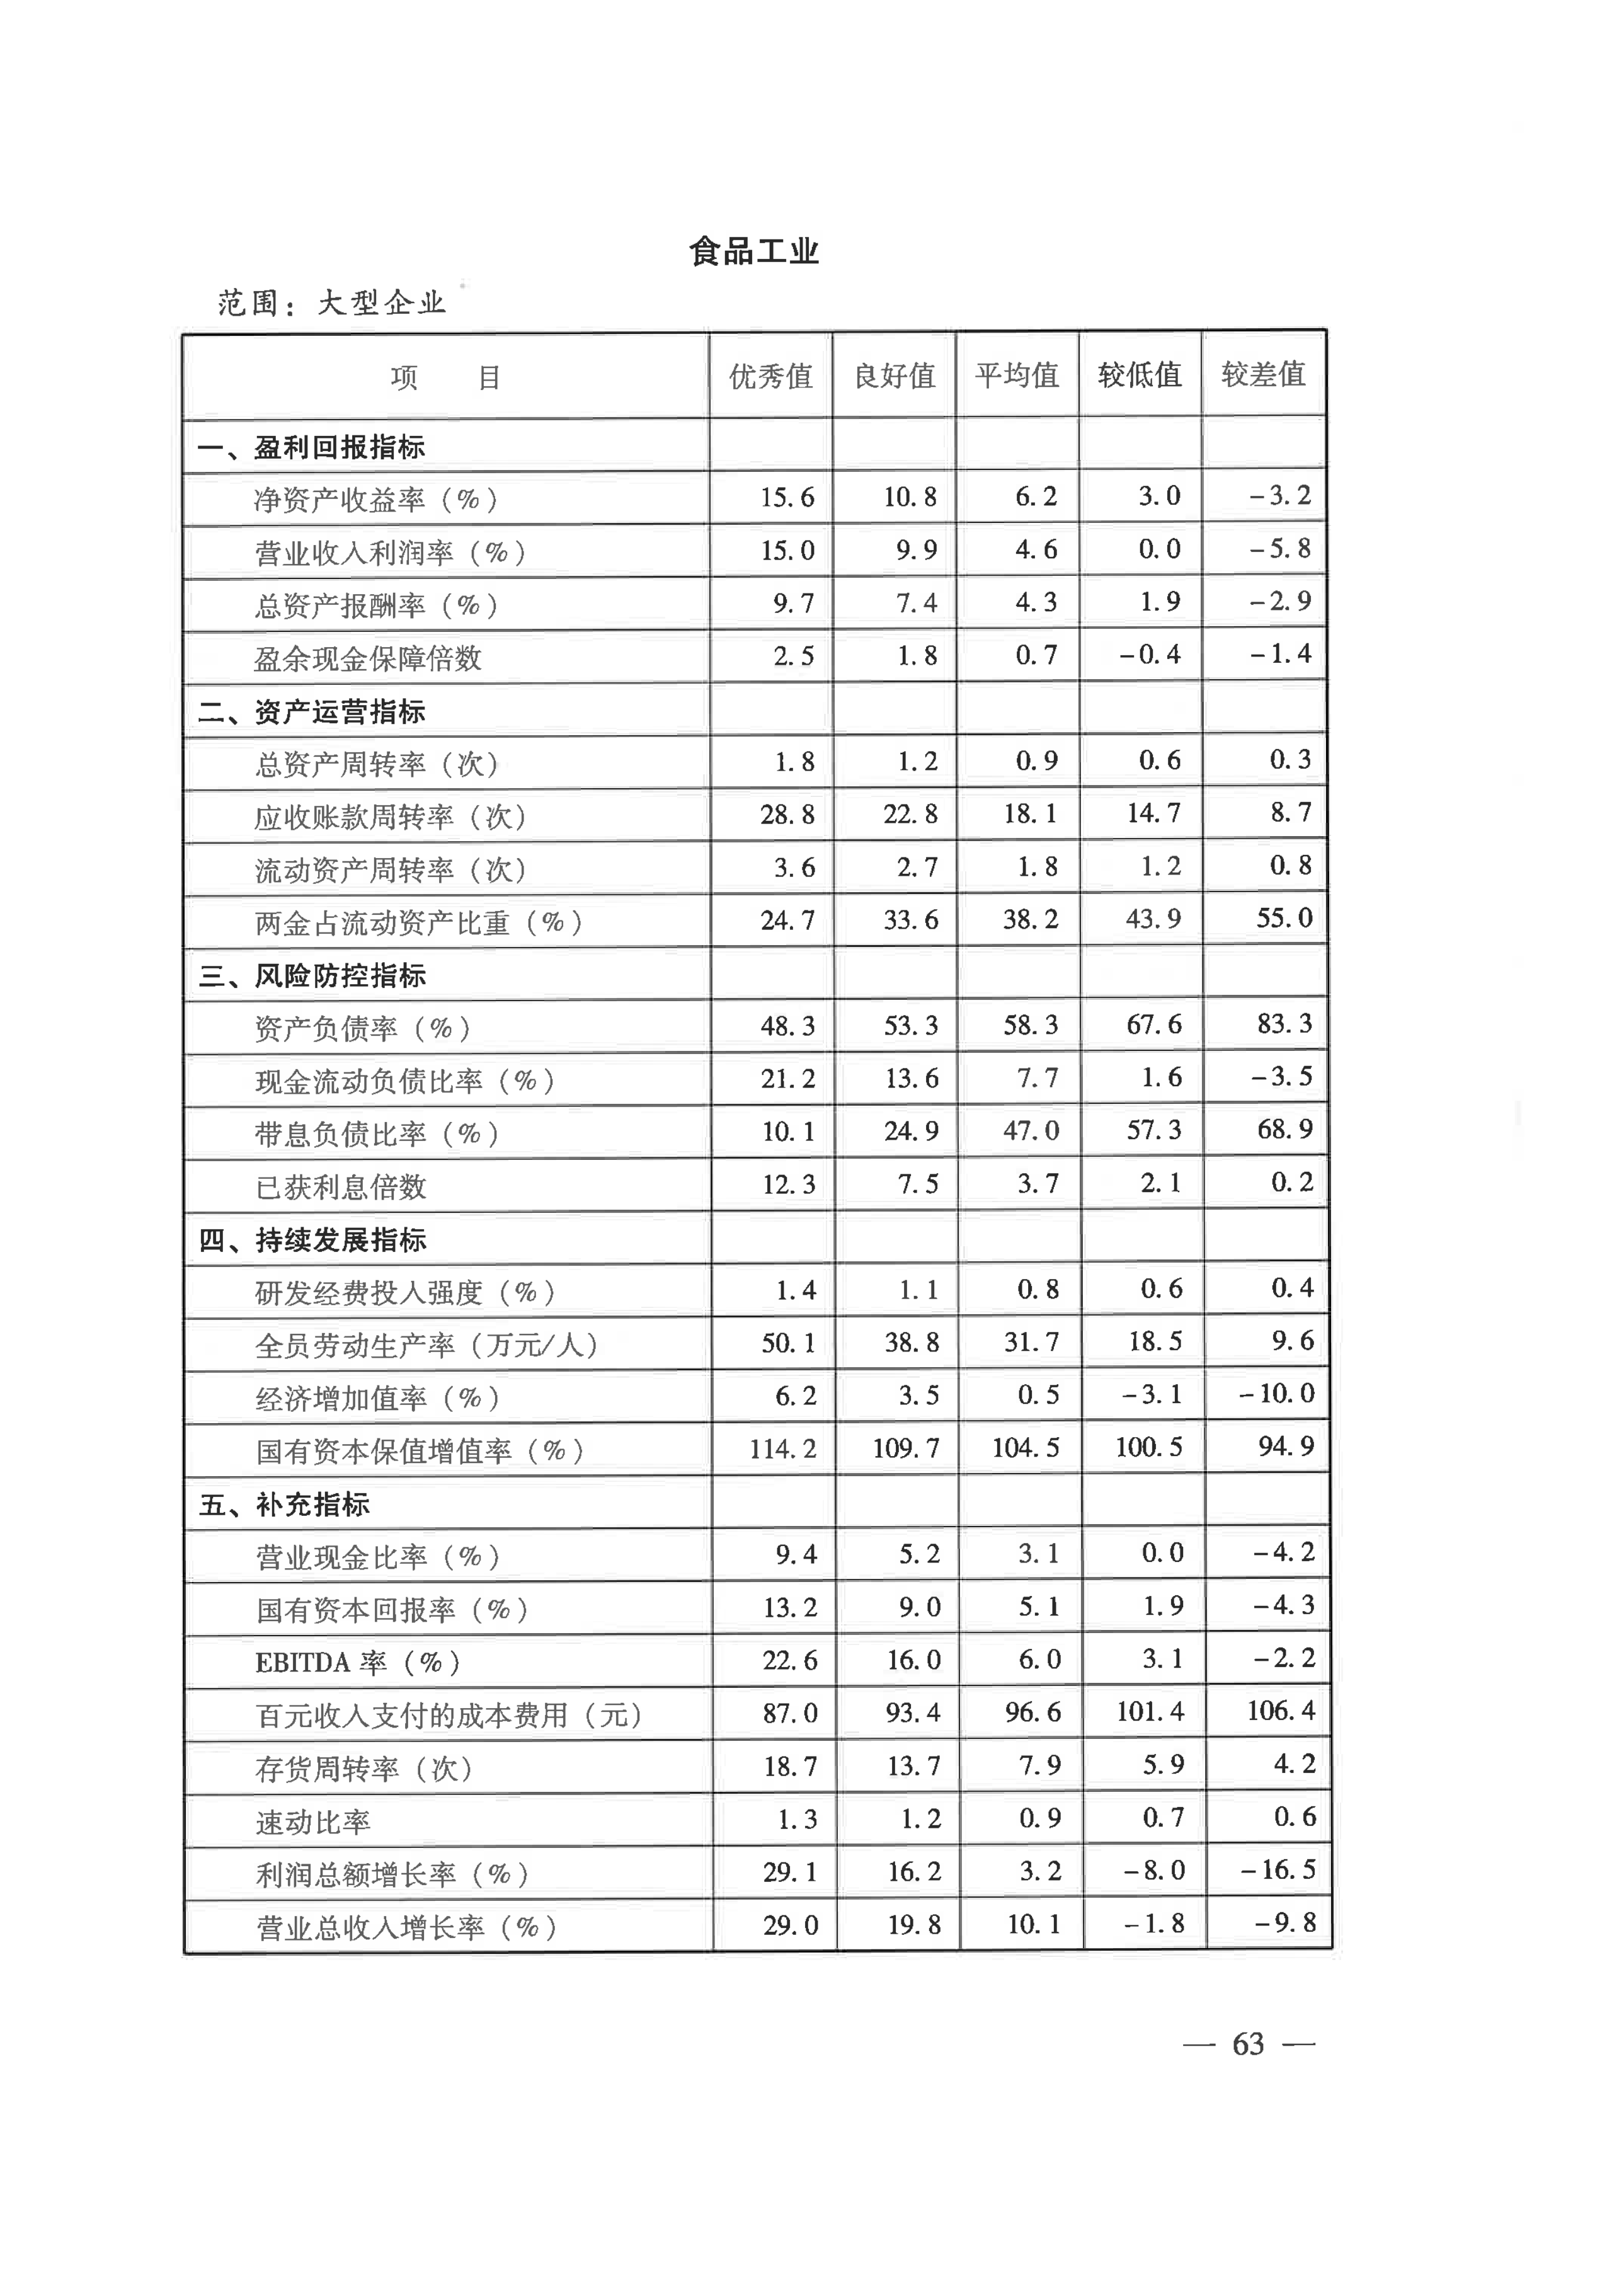 食品工业
范围：大型企业
项 目 优秀值 良好值 平均值 较低值 较差值
一、盈利回报指标
净资产收益率（%） 15.6 10.8 6.2 3.0 -3.2
营业收入利润率（%） 15.0 9.9 4.6 0.0 -5.8
总资产报酬率（%） 9.7 7.4 4.3 1.9 -2.9
盈余现金保障倍数 2.5 1.8 0.7 -0.4 -1.4
二、资产运营指标
总资产周转率（次） 1.8 1.2 0.9 0.6 0.3
应收账款周转率（次） 28.8 22.8 18.1 14.7 8.7
流动资产周转率（次） 3.6 2.7 1.8 1.2 0.8
两金占流动资产比重（%） 24.7 33.6 38.2 43.9 55.0
三、风险防控指标
资产负债率（%） 48.3 53.3 58.3 67.6 83.3
现金流动负债比率（%） 21.2 13.6 7.7 1.6 -3.5
带息负债比率（%） 10.1 24.9 47.0 57.3 68.9
已获利息倍数 12.3 7.5 3.7 2.1 0.2
四、持续发展指标
研发经费投入强度（%） 1.4 1.1 0.8 0.6 0.4
全员劳动生产率（万元/人） 50.1 38.8 31.7 18.5 9.6
经济增加值率（%） 6.2 3.5 0.5 -3.1 -10.0
国有资本保值增值率（%） 114.2 109.7 104.5 100.5 94.9
五、补充指标
营业现金比率（%） 9.4 5.2 3.1 0.0 -4.2
国有资本回报率（%） 13.2 9.0 5.1 1.9 -4.3
EBITDA 率（%） 22.6 16.0 6.0 3.1 -2.2
百元收入支付的成本费用（元） 87.0 93.4 96.6 101.4 106.4
存货周转率（次） 18.7 13.7 7.9 5.9 4.2
速动比率 1.3 1.2 0.9 0.7 0.6
利润总额增长率（%） 29.1 16.2 3.2 -8.0 -16.5
营业总收入增长率（%） 29.0 19.8 10.1 -1.8 -9.8
— 63 —